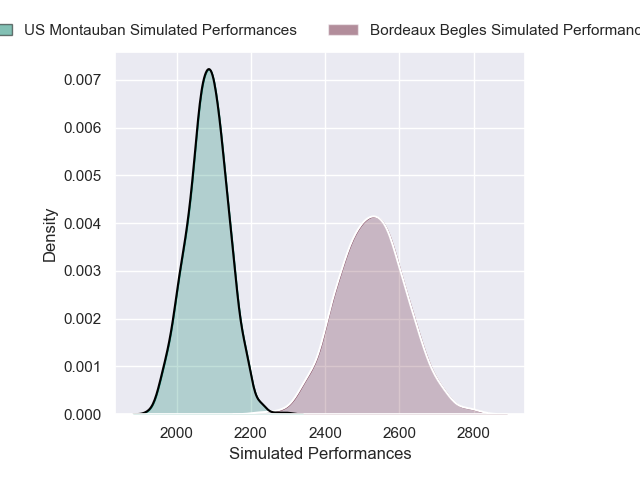 US Montauban Simulated Performances
Bordeaux Begles Simulated
0.007
0.006
0.005
0.004
0.003
0.002
0.001
0.000
Density
2000 2200 2400 2600 2800
Simulated Performances